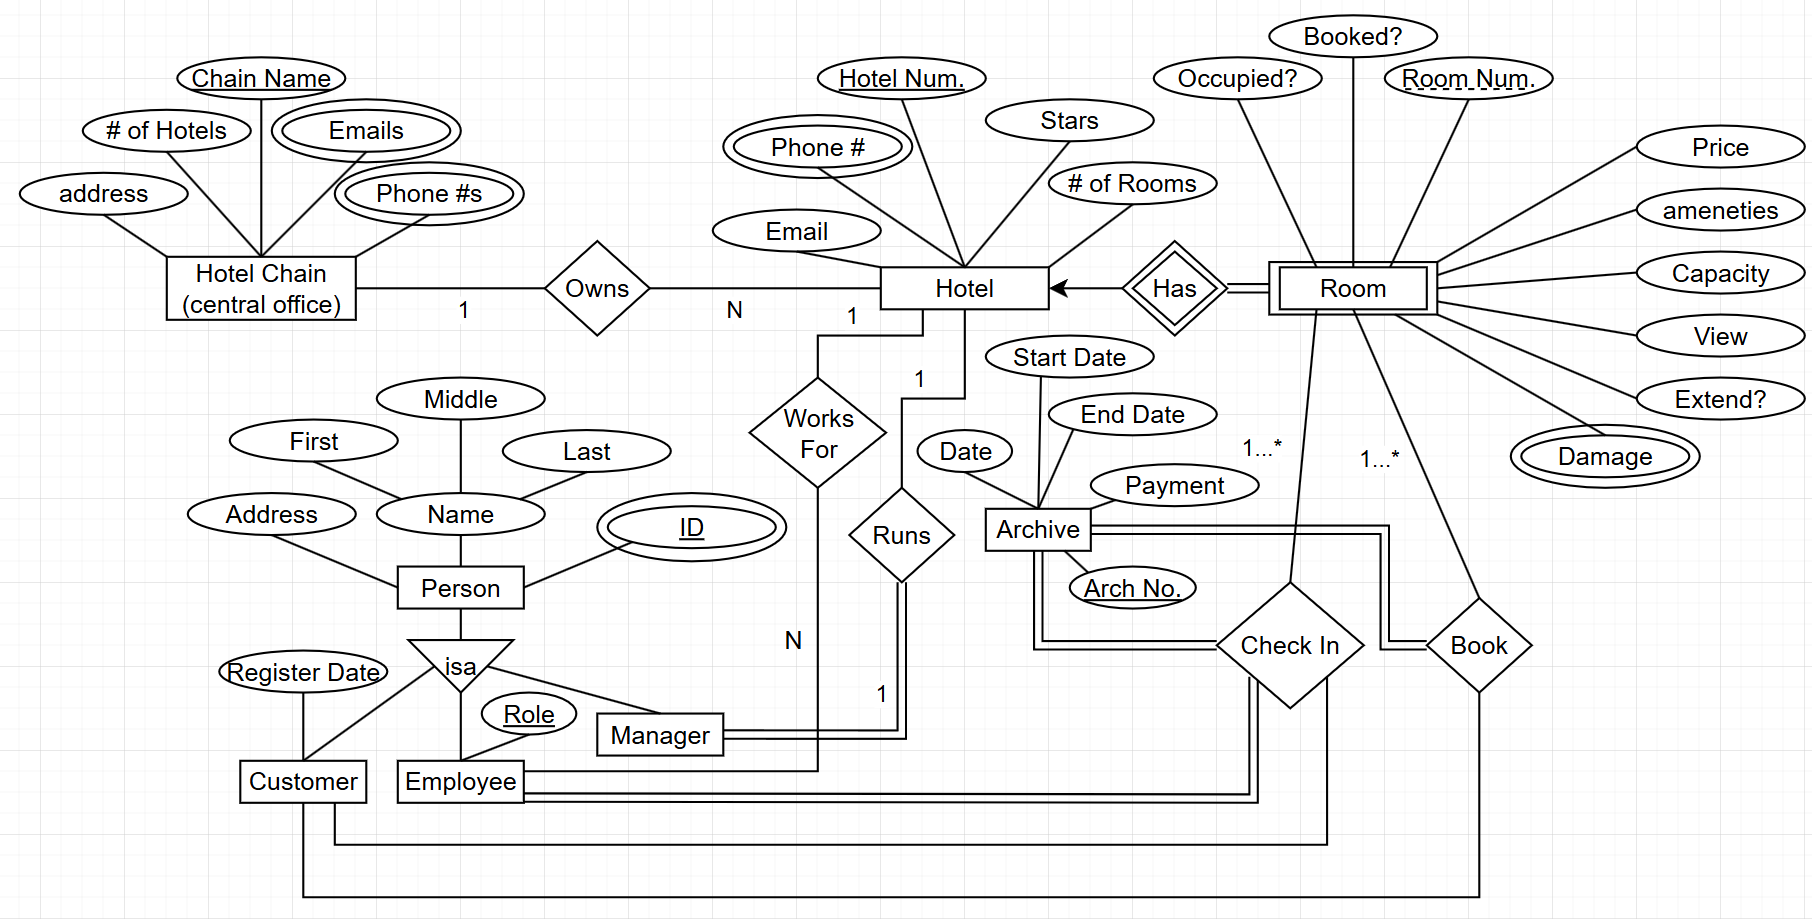 Booked?
Chain Name
Hotel Num.
Occupied?
Room Num.
# of Hotels
Emails
Stars
Phone #
Price
address
Phone #s
# of Rooms
ameneties
Email
Hotel Chain
(central office)
Owns
Hotel
Has
Room
Capacity
1
N
1
View
Start Date
1
Middle
Extend?
End Date
Works
For
First
Last
Date
1...*
1...*
Damage
Payment
Address
Name
ID
Runs
Archive
Person
Arch No.
N
Check In
Book
Register Date
isa
1
Role
Manager
Customer
Employee